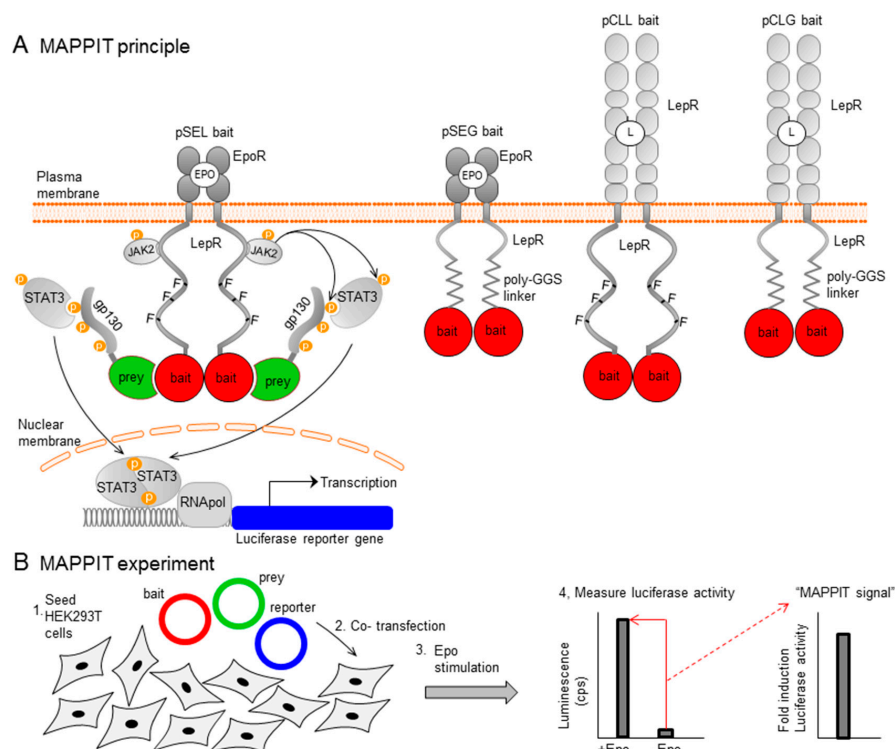 A MAPPIT principle
pCLL bait
pCLG bait
pSEL bait
EpoR
EPO
pSEG bait
EpoR
EPO
LepR
L
LepR
L
Plasma
membrane
P
JAK2
LepR
P
JAK2
LepR
LepR
LepR
P
STAT3
P
gp130
P
P
F
F
F
F
F
F
gp130
P
P
P
STAT3
P
poly-GGS
linker
F
F
F
F
F
F
poly-GGS
linker
prey
bait
bait
prey
bait
bait
bait
bait
bait
bait
Nuclear
membrane
P
STAT3
STAT3
P
RNApol
Transcription
Luciferase reporter gene
B MAPPIT experiment
1. Seed
HEK293T
cells
bait
prey
reporter
2. Co- transfection
3. Epo
stimulation
4, Measure luciferase activity
Luminescence
(cps)
+Epo -Epo
“MAPPIT signal”
Fold induction
Luciferase activity